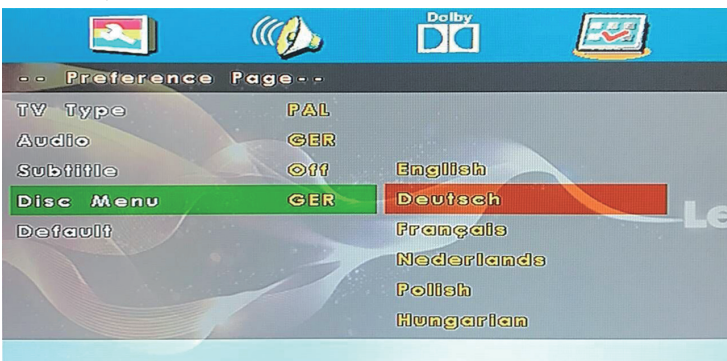 Dolby
-- Preference Page--
TV Type PAL
Audio GER
Subtitle Off English
Disc Menu GER Deutsch
Default Français
Nederlands
Polish
Hungarian